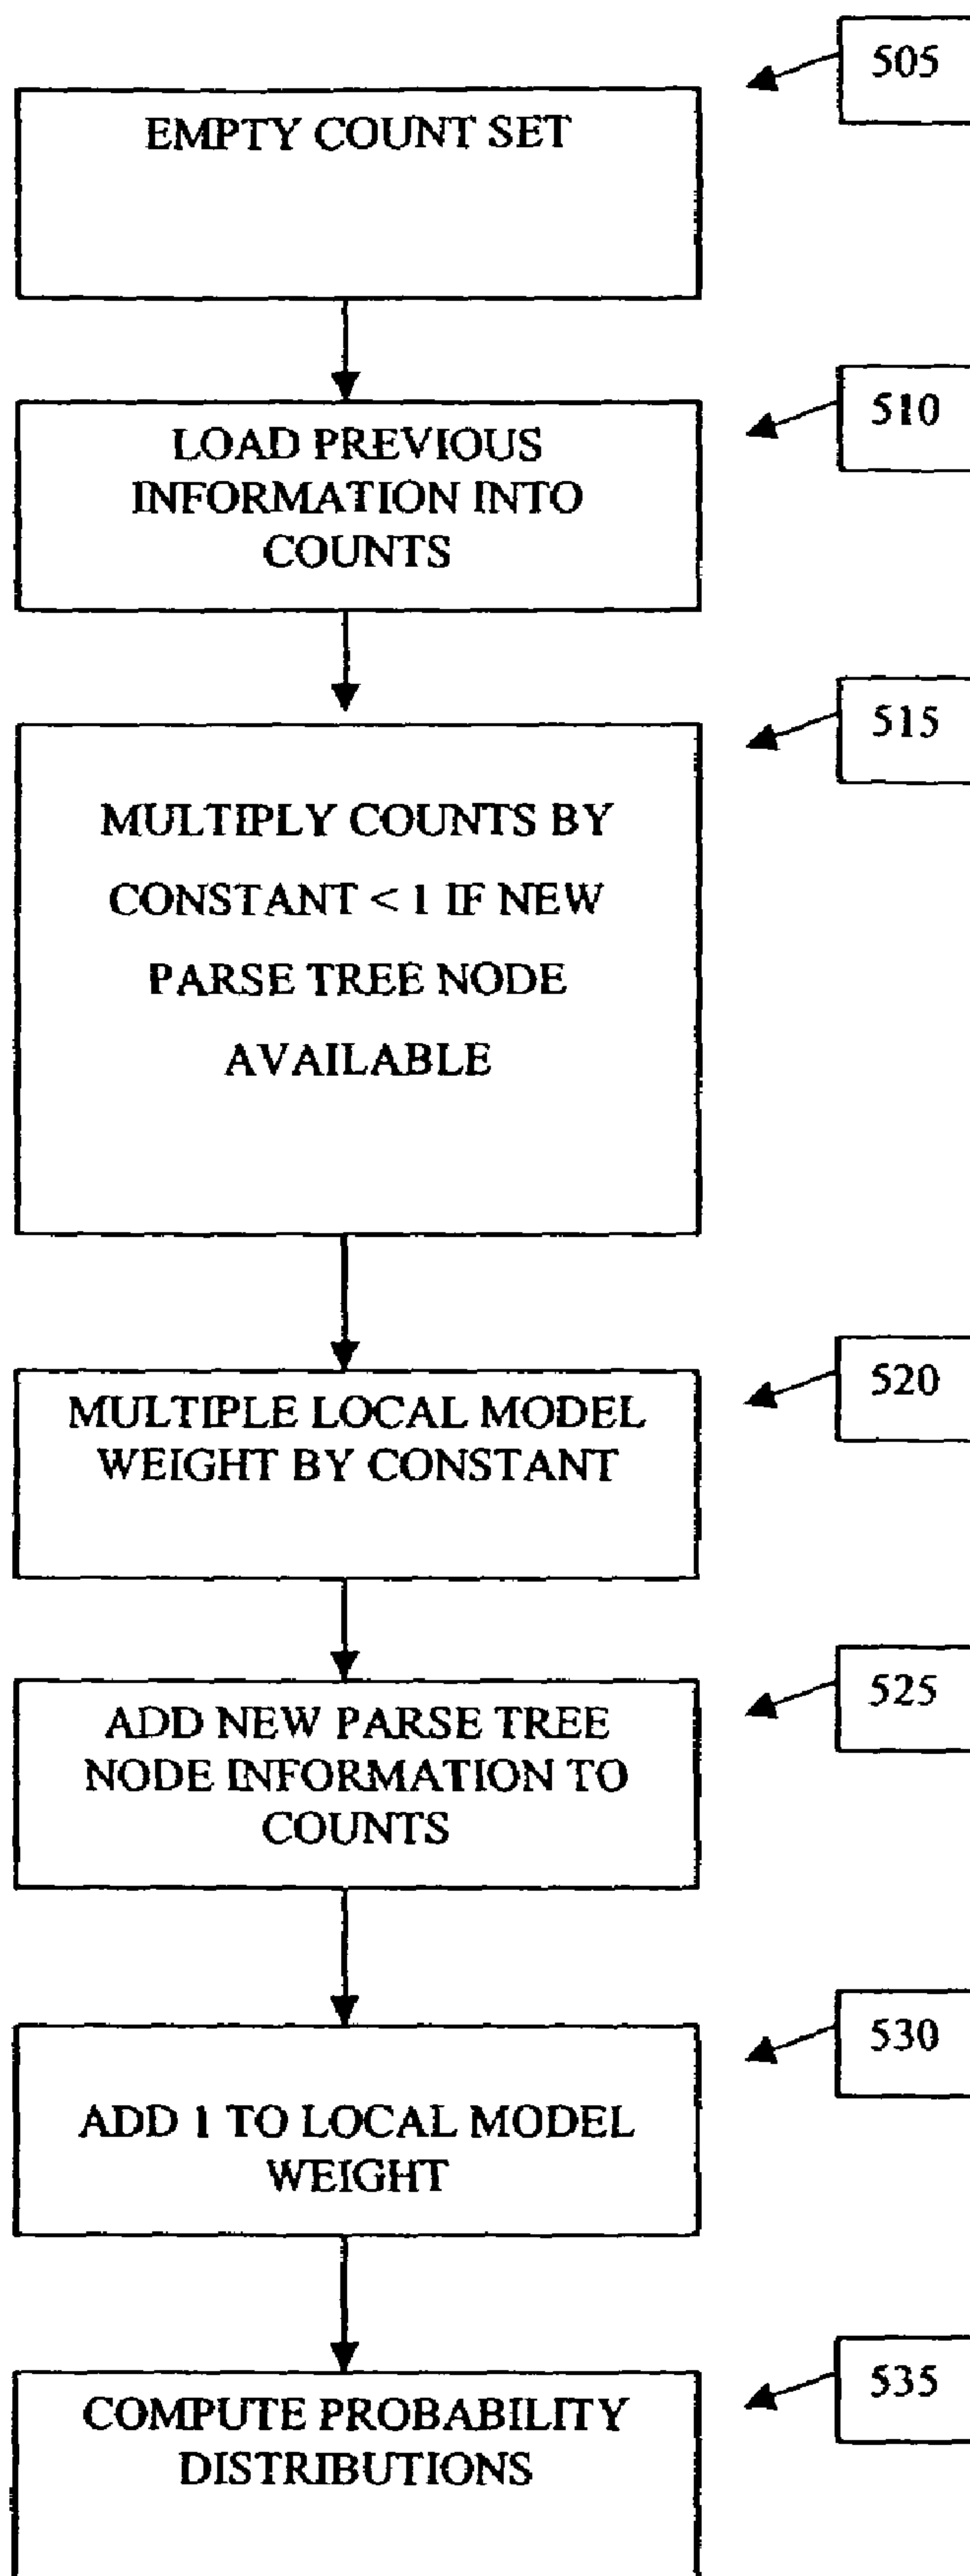 505
EMPTY COUNT SET
510
LOAD PREVIOUS
INFORMATION INTO
COUNTS
515
MULTIPLY COUNTS BY
CONSTANT < 1 IF NEW
PARSE TREE NODE
AVAILABLE
520
MULTIPLE LOCAL MODEL
WEIGHT BY CONSTANT
525
ADD NEW PARSE TREE
NODE INFORMATION TO
COUNTS
530
ADD 1 TO LOCAL MODEL
WEIGHT
535
COMPUTE PROBABILITY
DISTRIBUTIONS